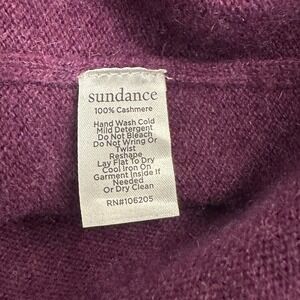 sundance
100% Cashmere
Hand Wash Cold
Mild Detergent
Do Not Bleach
Do Not Wring Or
Twist
Reshape
Lay Flat To Dry
Cool Iron On
Garment Inside If
Needed
Or Dry Clean
RN#106205